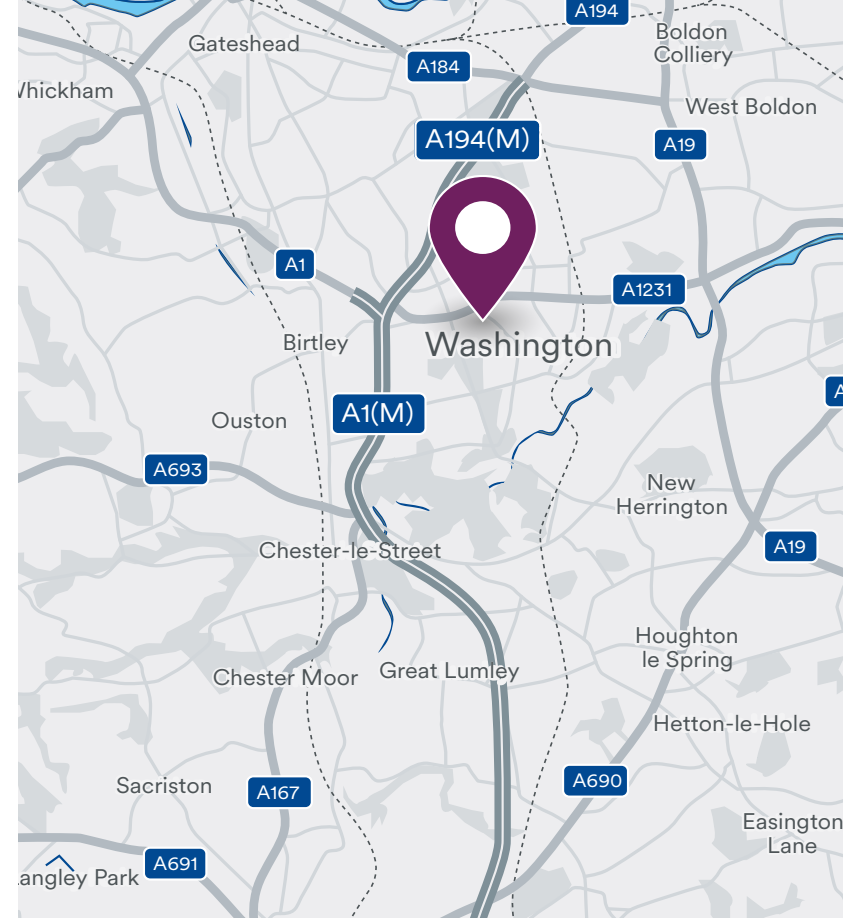 A194
Boldon
Colliery
Gateshead
A184
Whickham
West Boldon
A194(M)
A19
A1
A1231
Birtley
Washington
A1(M)
Ouston
A693
New
Herrington
Chester-le-Street
A19
Houghton
le Spring
Chester Moor
Great Lumley
Hetton-le-Hole
Sacriston
A167
A690
Easington
Lane
A691
Langley Park